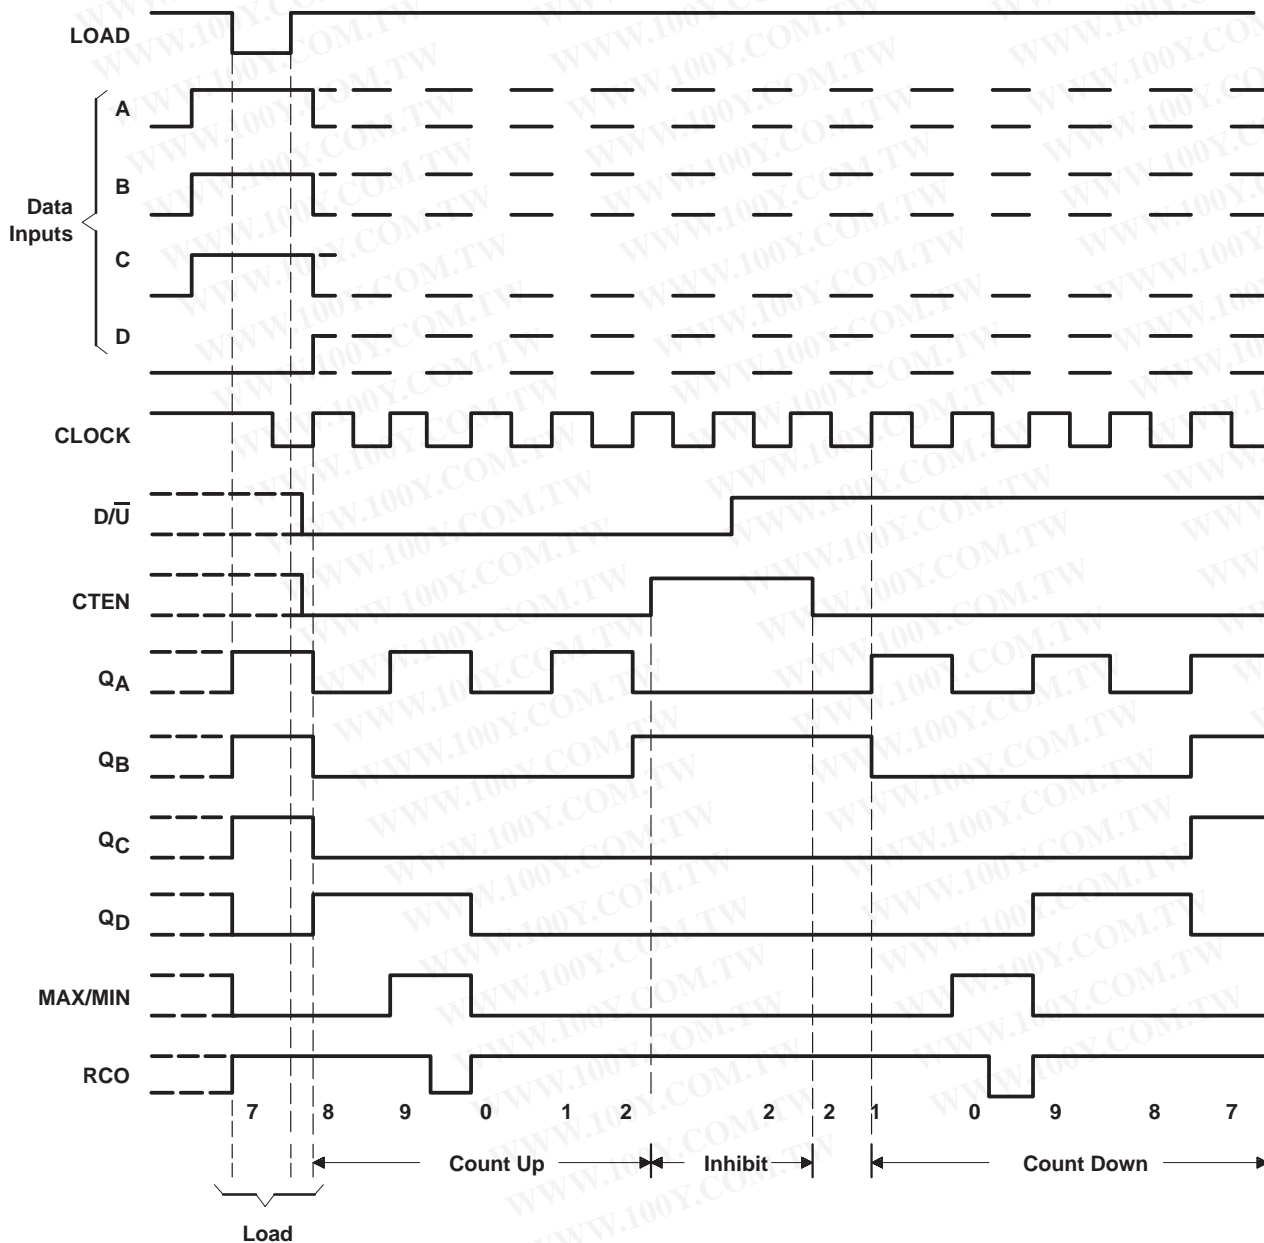 LOAD
A
B
Data
Inputs
C
D
CLOCK
D/U̅
CTEN
QA
QB
QC
QD
MAX/MIN
RCO
7 8 9 0 1 2 2 2 1 0 9 8 7
Count Up Inhibit Count Down
Load
WWW.100Y.COM.TW